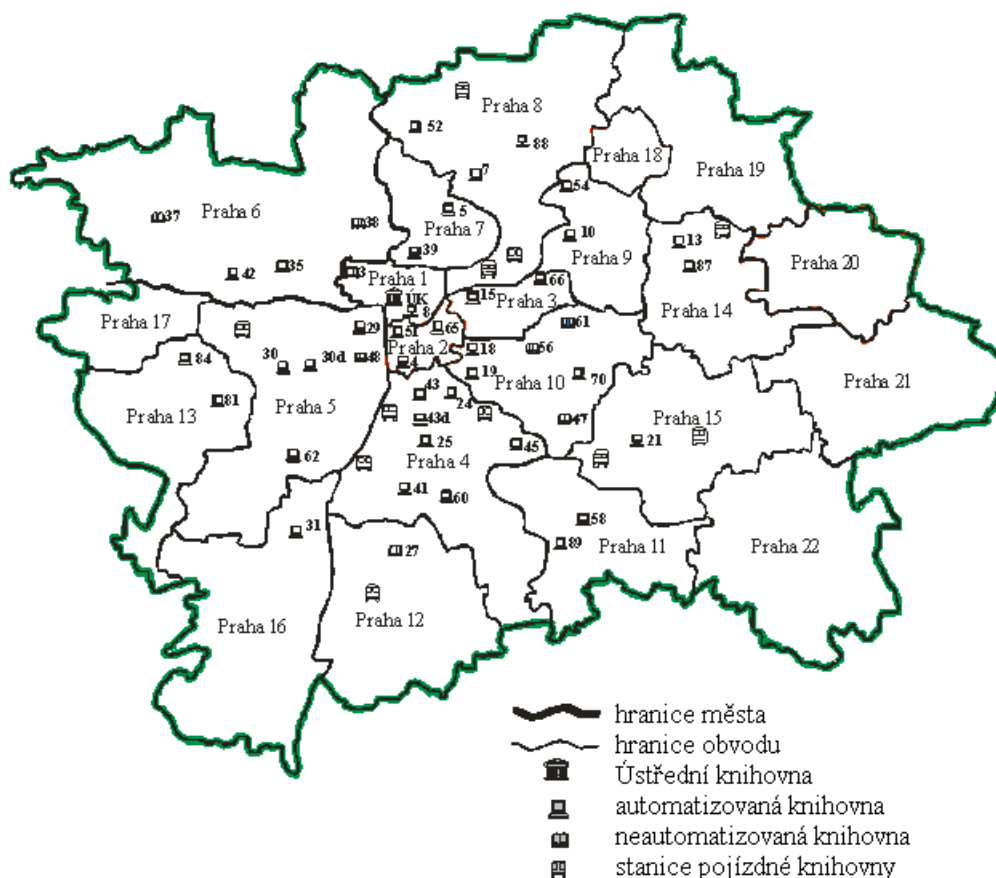 Praha 8
52
88
Praha 18
7
Praha 19
54
37
Praha 6
38
5
Praha 7
10
13
39
Praha 9
42
35
3
Praha 1
66
87
Praha 20
ÚK
15
Praha 3
8
Praha 14
Praha 17
29
51
65
61
Praha 2
18
56
84
30
30d
48
4
19
Praha 10
70
Praha 21
81
Praha 5
43
24
Praha 13
43d
47
Praha 15
25
45
21
62
Praha 4
41
60
31
58
27
89
Praha 11
Praha 22
Praha 16
Praha 12
hranice města
hranice obvodu
Ústřední knihovna
automatizovaná knihovna
neautomatizovaná knihovna
stanice pojízdné knihovny